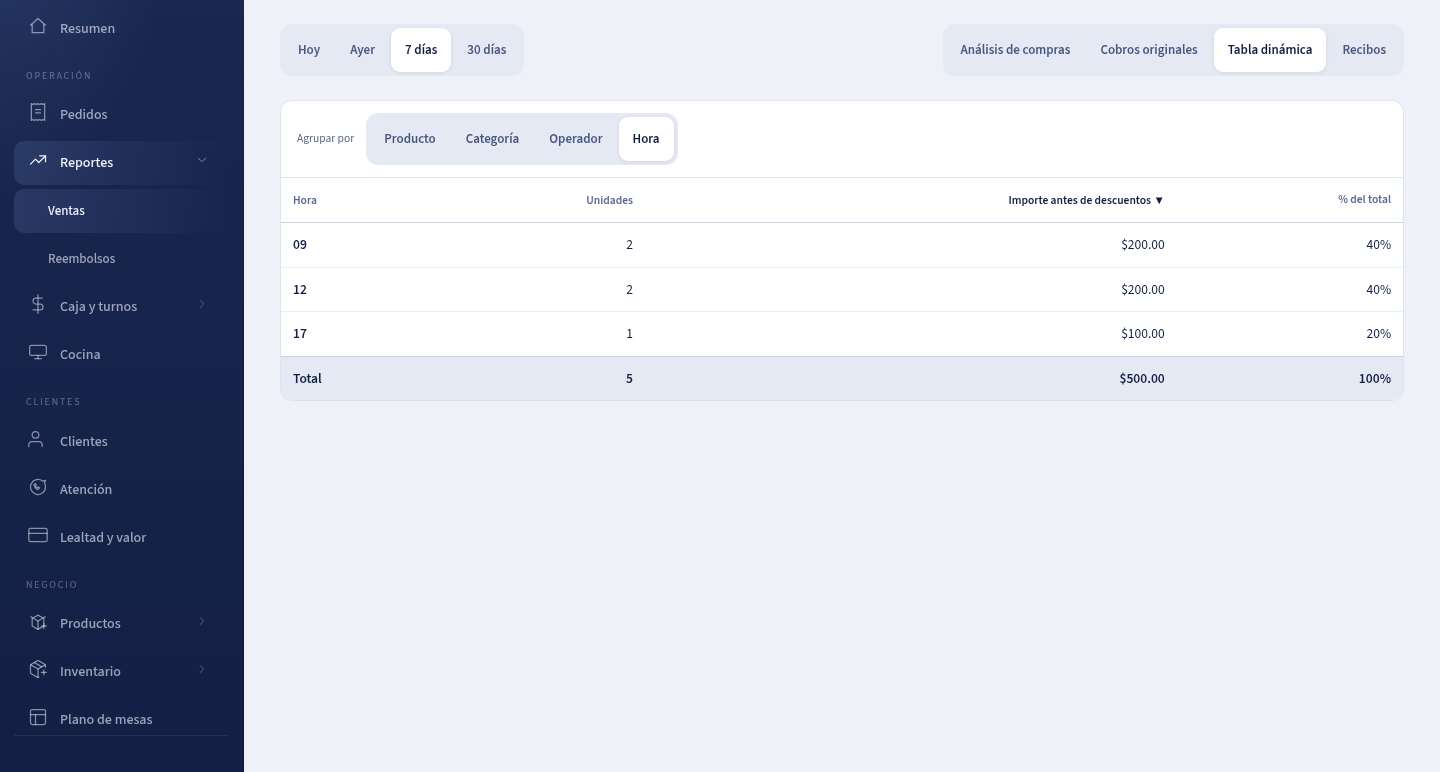 Resumen
OPERACIÓN
Pedidos
Reportes
Ventas
Reembolsos
Caja y turnos
Cocina
CLIENTES
Clientes
Atención
Lealtad y valor
NEGOCIO
Productos
Inventario
Plano de mesas
Hoy Ayer 7 días 30 días
Análisis de compras Cobros originales Tabla dinámica Recibos
Agrupar por Producto Categoría Operador Hora
Hora Unidades Importe antes de descuentos ▼ % del total
09 2 $200.00 40%
12 2 $200.00 40%
17 1 $100.00 20%
Total 5 $500.00 100%